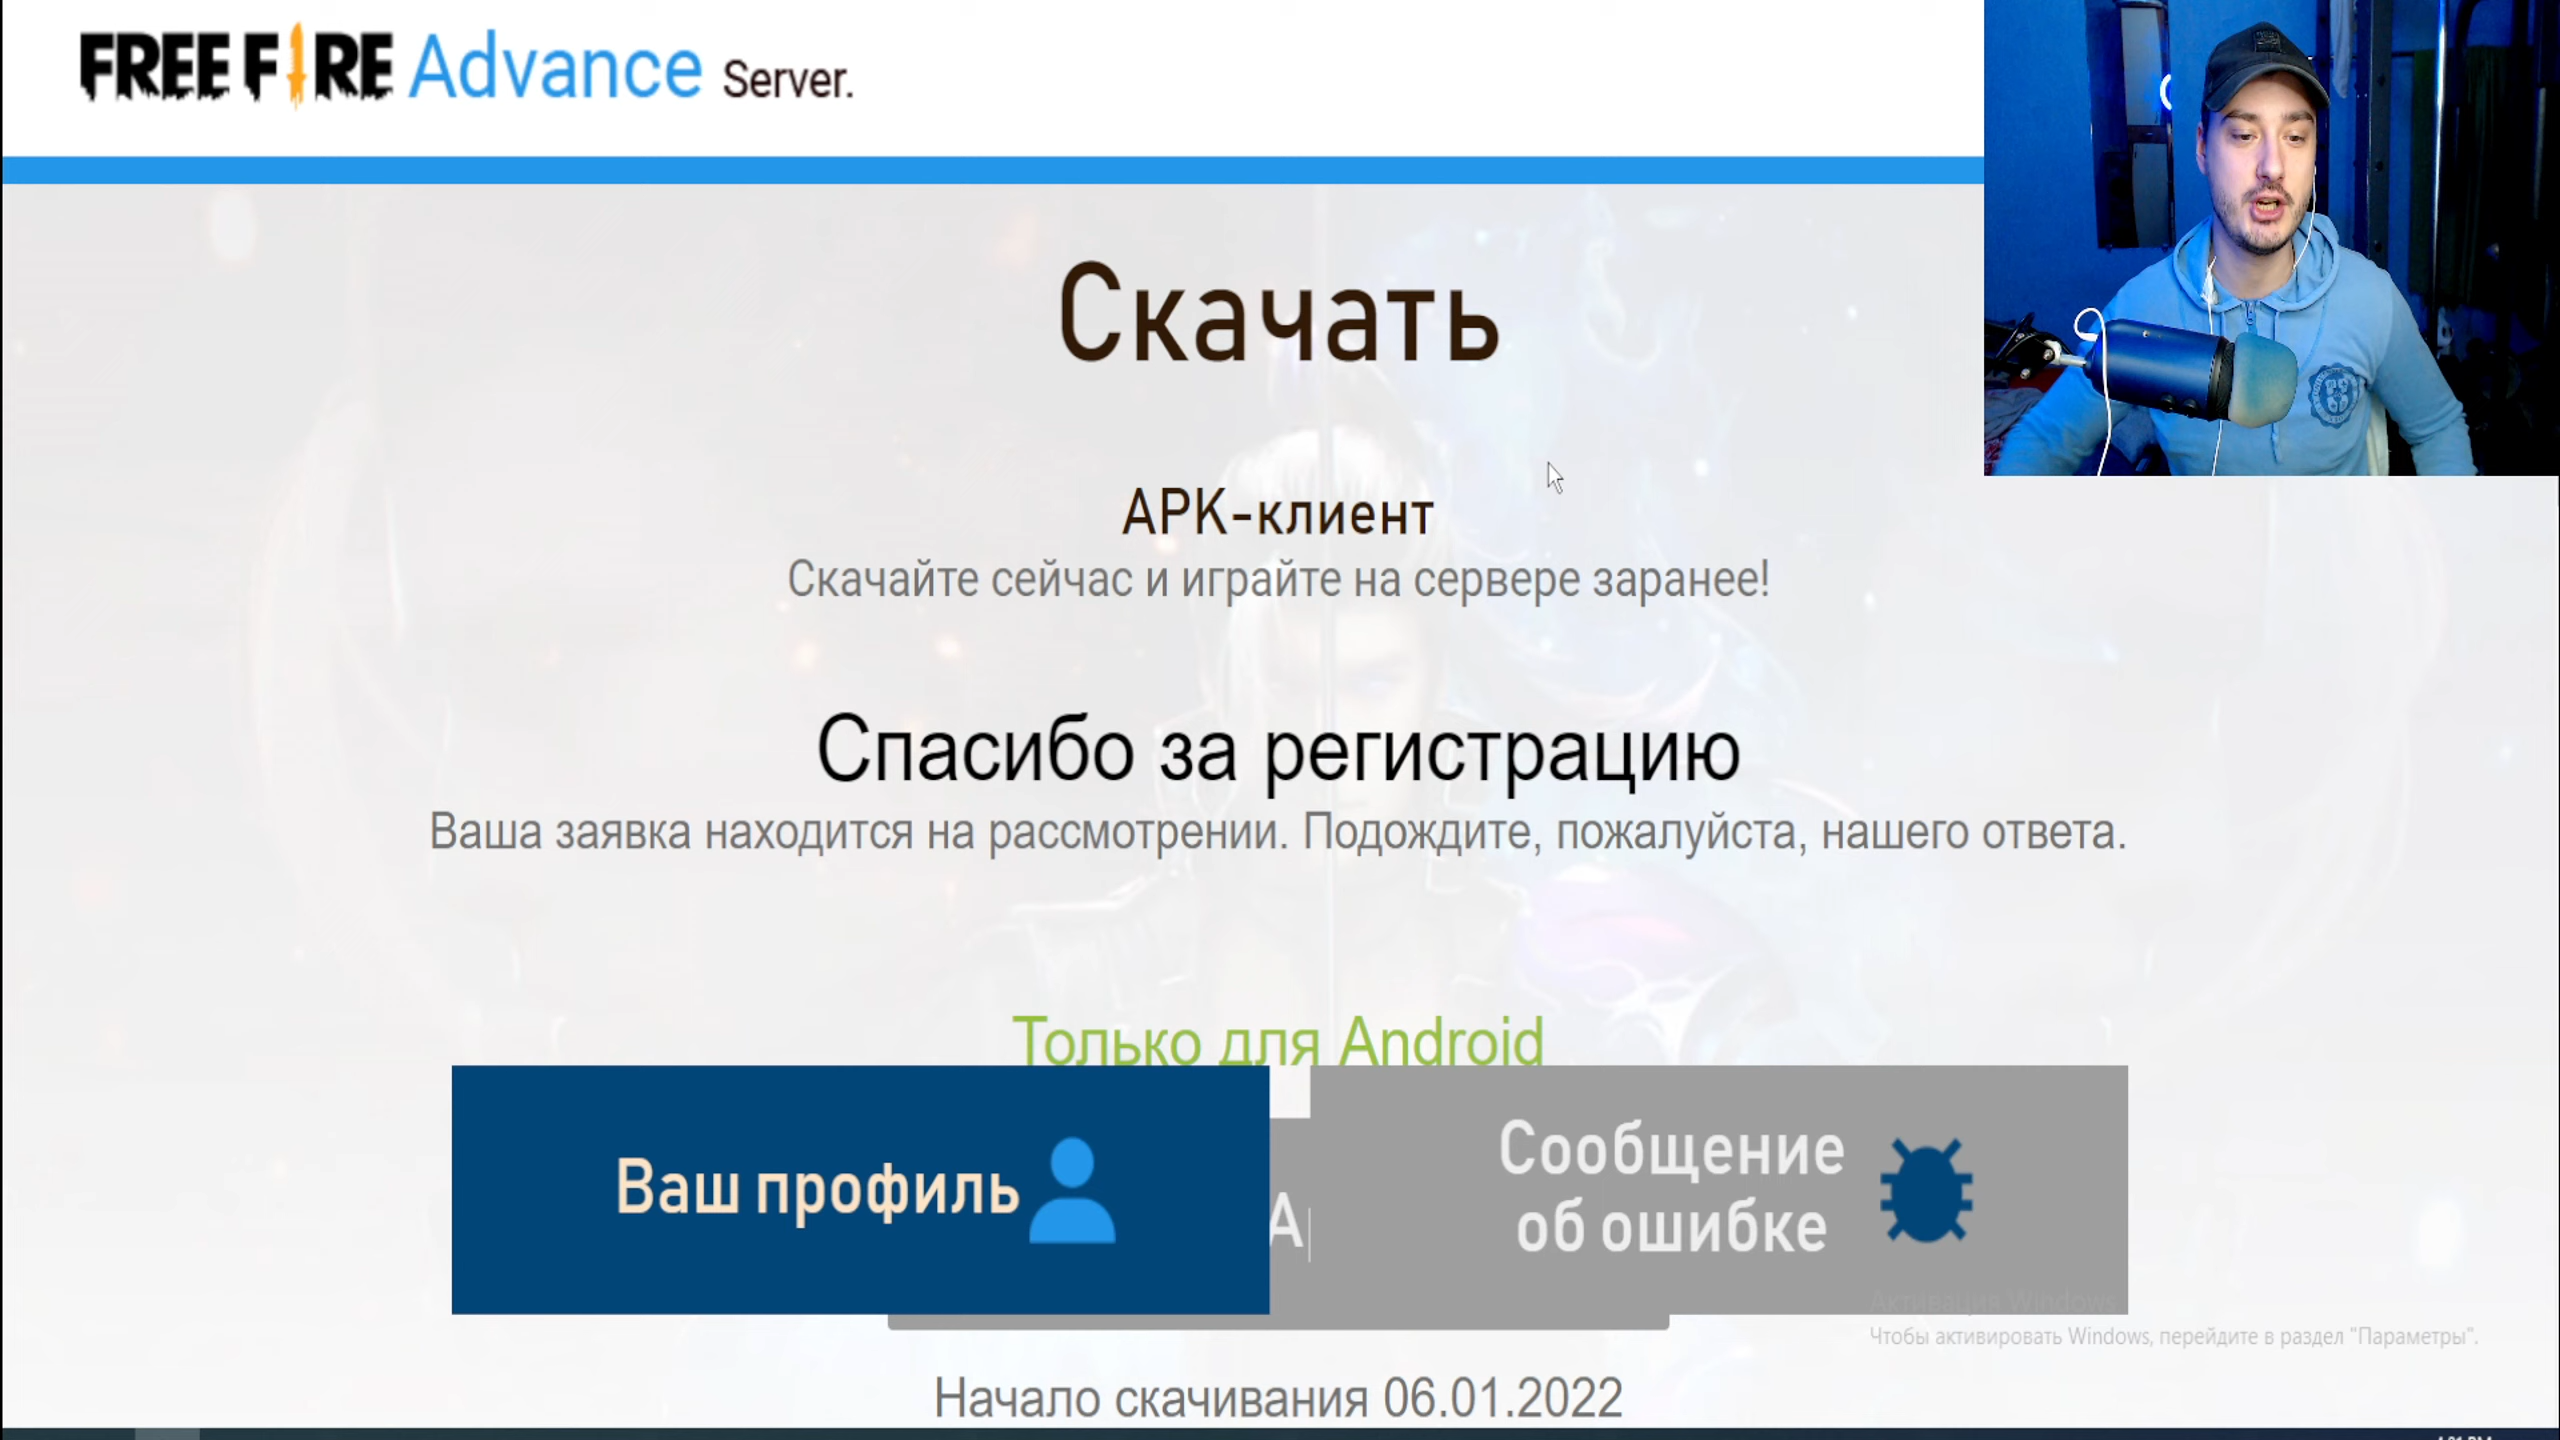 FREE FIRE Advance Server.
Скачать
APK-клиент
Скачайте сейчас и играйте на сервере заранее!
Спасибо за регистрацию
Ваша заявка находится на рассмотрении. Подождите, пожалуйста, нашего ответа.
Только для Android
Ваш профиль
Сообщение
об ошибке
Активация Windows
Чтобы активировать Windows, перейдите в раздел "Параметры".
Начало скачивания 06.01.2022